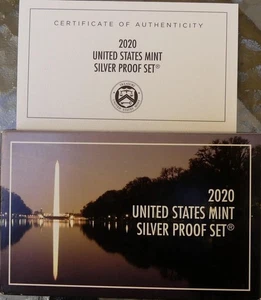 CERTIFICATE OF AUTHENTICITY
2020
UNITED STATES MINT
SILVER PROOF SET®
2020
UNITED STATES MINT
SILVER PROOF SET®